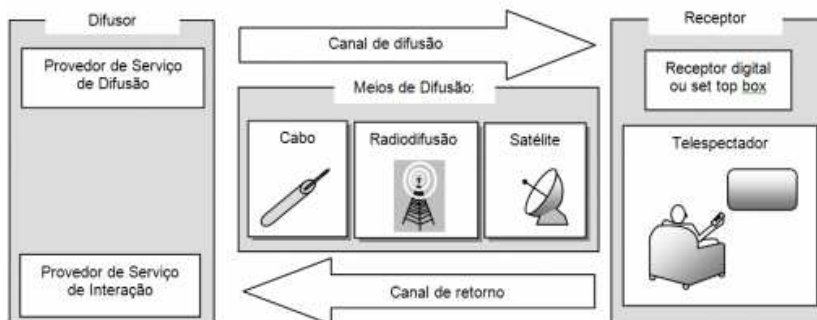 Difusor
Provedor de Serviço
de Difusão
Provedor de Serviço
de Interação
Canal de difusão
Meios de Difusão:
Cabo
Radiodifusão
Satélite
Canal de retorno
Receptor
Receptor digital
ou set top box
Telespectador